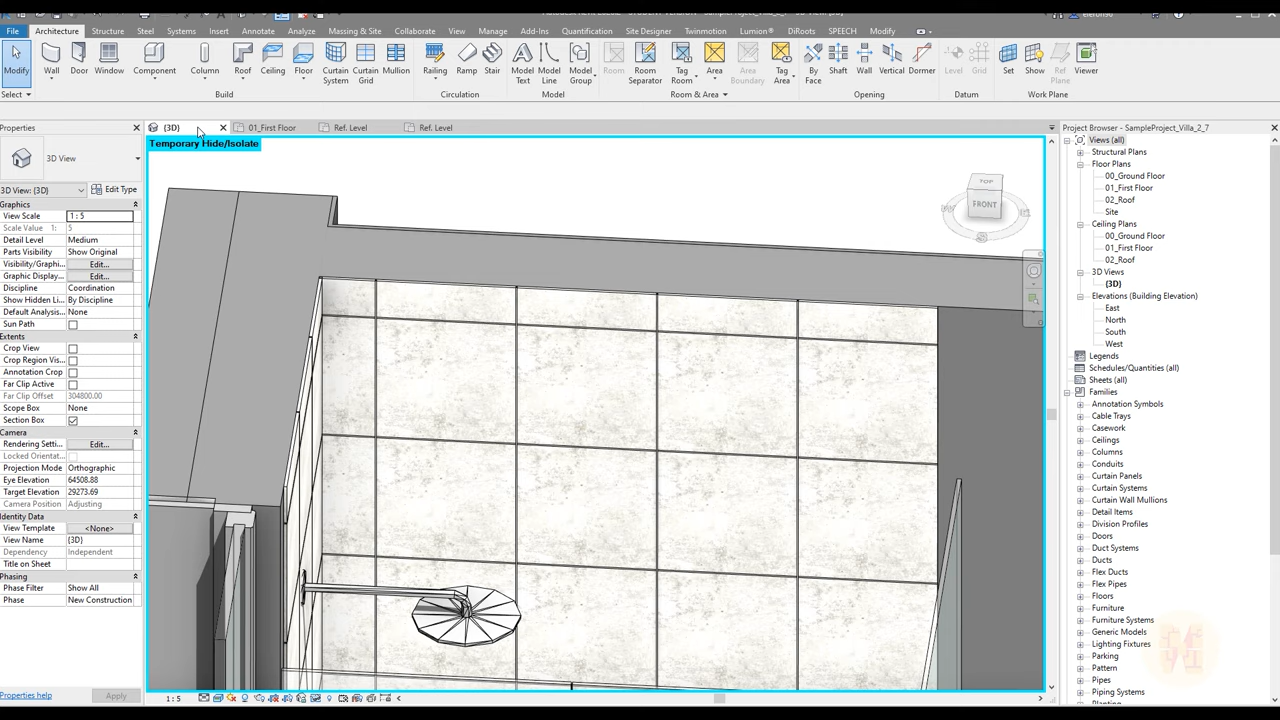 File Architecture Structure Steel Systems Insert Annotate Analyze Massing & Site Collaborate View Manage Add-Ins Quantification Site Designer Twinmotion Lumion® DiRoots SPEECH Modify
Modify Wall Door Window Component Column Roof Ceiling Floor Curtain System Curtain Grid Mullion Railing Ramp Stair Model Text Model Line Model Group Room Room Separator Tag Room Area Area Boundary Tag Area By Face Shaft Wall Vertical Dormer Level Grid Set Show Ref Plane Viewer
Select Build Circulation Model Room & Area Opening Datum Work Plane
Properties
{3D} 01_First Floor Ref. Level Ref. Level
Project Browser - SampleProject_Villa_2_7
Temporary Hide/Isolate
3D View
3D View: {3D} Edit Type
Graphics
View Scale 1 : 5
Scale Value 1: 5
Detail Level Medium
Parts Visibility Show Original
Visibility/Graphi... Edit...
Graphic Display... Edit...
Discipline Coordination
Show Hidden Li... By Discipline
Default Analysis... None
Sun Path
Extents
Crop View
Crop Region Vis...
Annotation Crop
Far Clip Active
Far Clip Offset 304800.00
Scope Box None
Section Box
Camera
Rendering Setti... Edit...
Locked Orientat...
Projection Mode Orthographic
Eye Elevation 64508.88
Target Elevation 29273.69
Camera Position Adjusting
Identity Data
View Template <None>
View Name {3D}
Dependency Independent
Title on Sheet
Phasing
Phase Filter Show All
Phase New Construction
Properties help Apply
TOP
FRONT
1 : 5
Views (all)
Structural Plans
Floor Plans
00_Ground Floor
01_First Floor
02_Roof
Site
Ceiling Plans
00_Ground Floor
01_First Floor
02_Roof
3D Views
{3D}
Elevations (Building Elevation)
East
North
South
West
Legends
Schedules/Quantities (all)
Sheets (all)
Families
Annotation Symbols
Cable Trays
Casework
Ceilings
Columns
Conduits
Curtain Panels
Curtain Systems
Curtain Wall Mullions
Detail Items
Division Profiles
Doors
Duct Systems
Ducts
Flex Ducts
Flex Pipes
Floors
Furniture
Furniture Systems
Generic Models
Lighting Fixtures
Parking
Pattern
Pipes
Piping Systems